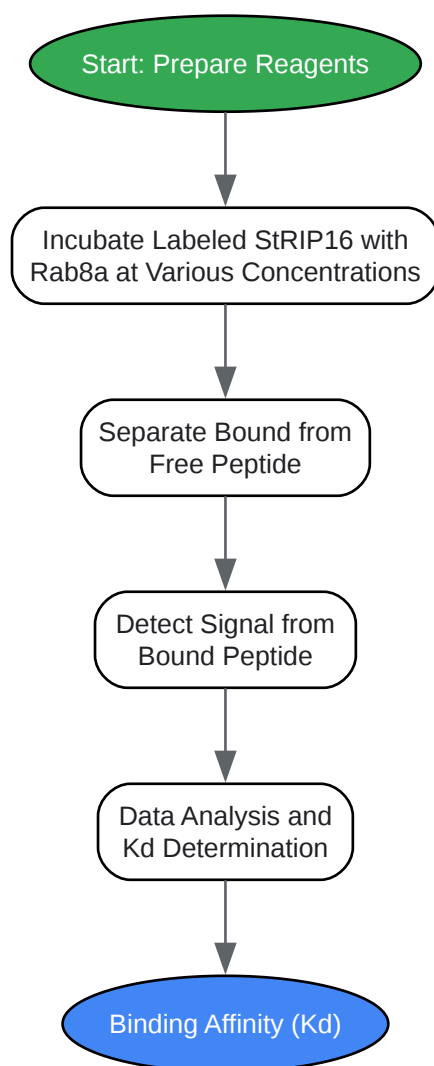 Start: Prepare Reagents
Incubate Labeled StRIP16 with
Rab8a at Various Concentrations
Separate Bound from
Free Peptide
Detect Signal from
Bound Peptide
Data Analysis and
Kd Determination
Binding Affinity (Kd)